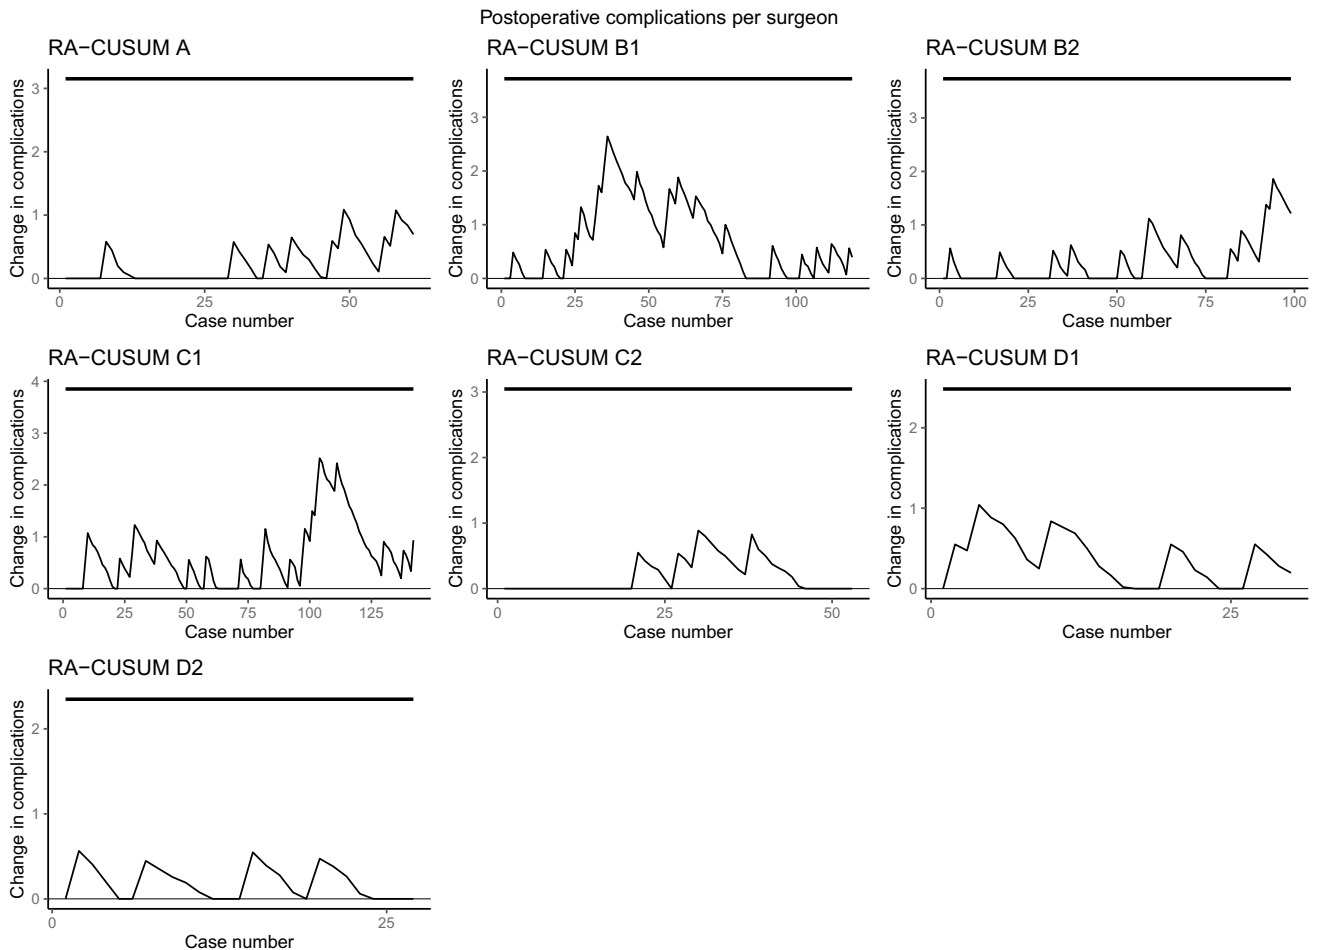 Postoperative complications per surgeon
RA−CUSUM A
RA−CUSUM B1
RA−CUSUM B2
Change in complications
3
2
1
0
0 25 50
Case number
Change in complications
3
2
1
0
0 25 50 75 100
Case number
Change in complications
3
2
1
0
0 25 50 75 100
Case number
RA−CUSUM C1
RA−CUSUM C2
RA−CUSUM D1
Change in complications
4
3
2
1
0
0 25 50 75 100 125
Case number
Change in complications
3
2
1
0
0 25 50
Case number
Change in complications
2
1
0
0 25
Case number
RA−CUSUM D2
Change in complications
2
1
0
0 25
Case number